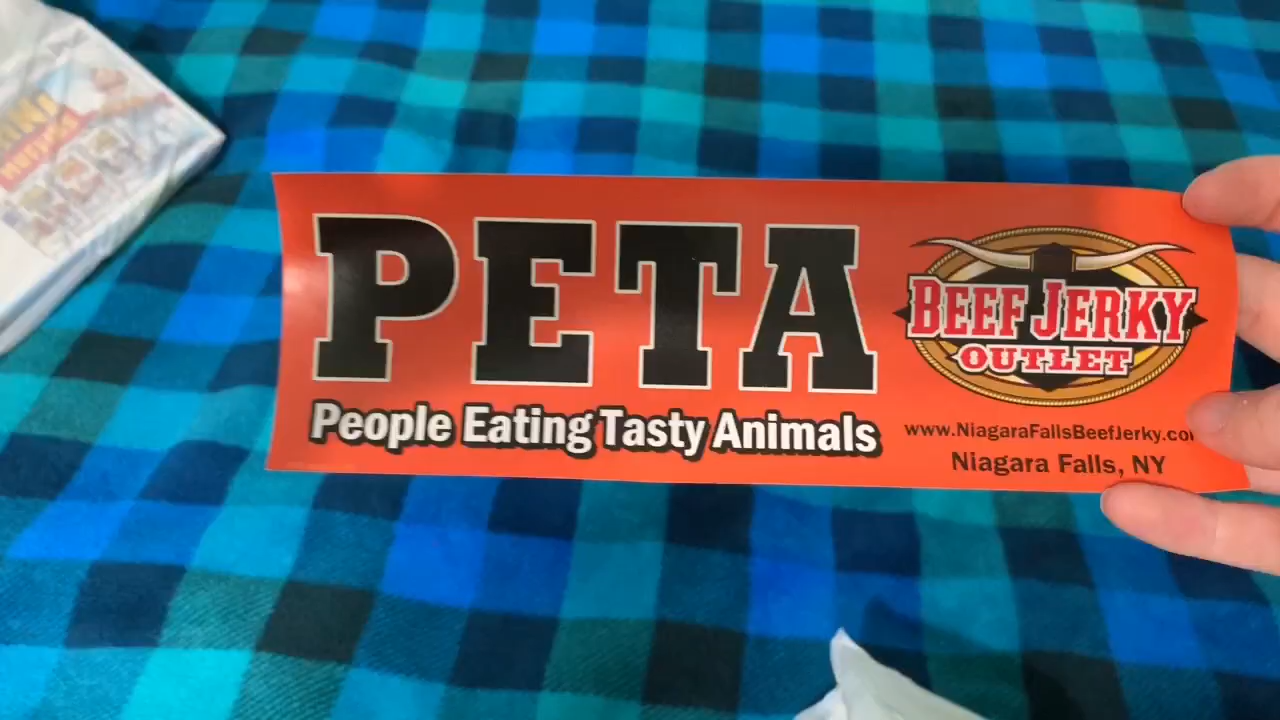 PETA
People Eating Tasty Animals
BEEF JERKY
OUTLET
www.NiagaraFallsBeefJerky.co
Niagara Falls, NY